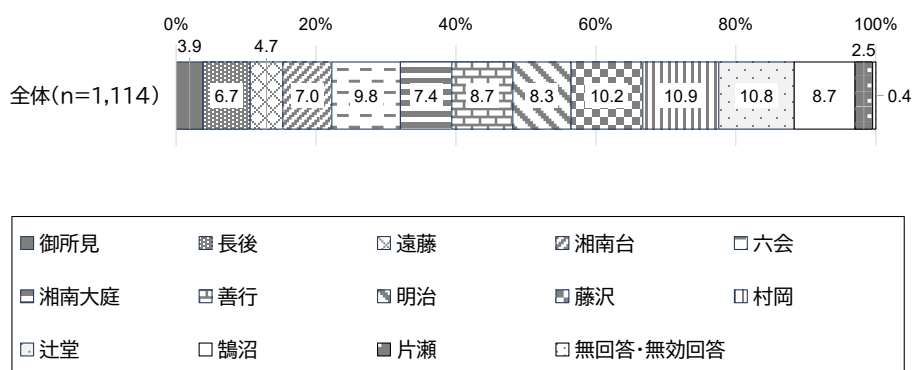 0% 20% 40% 60% 80% 100%
3.9 4.7 2.5
全体(n=1,114) 6.7 7.0 9.8 7.4 8.7 8.3 10.2 10.9 10.8 8.7 0.4
御所見 長後 遠藤 湘南台 六会
湘南大庭 善行 明治 藤沢 村岡
辻堂 鵠沼 片瀬 無回答・無効回答